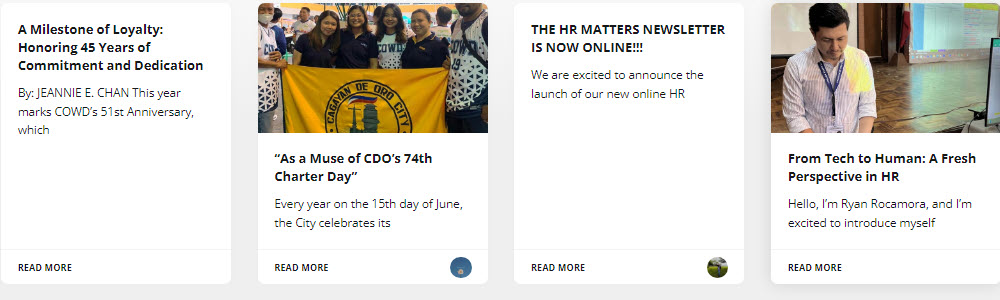 A Milestone of Loyalty:
Honoring 45 Years of
Commitment and Dedication
By: JEANNIE E. CHAN This year
marks COWD’s 51st Anniversary,
which
READ MORE
COWD
CAGAYAN DE ORO CITY
“As a Muse of CDO’s 74th
Charter Day”
Every year on the 15th day of June,
the City celebrates its
READ MORE
THE HR MATTERS NEWSLETTER
IS NOW ONLINE!!!
We are excited to announce the
launch of our new online HR
READ MORE
From Tech to Human: A Fresh
Perspective in HR
Hello, I’m Ryan Rocamora, and I’m
excited to introduce myself
READ MORE